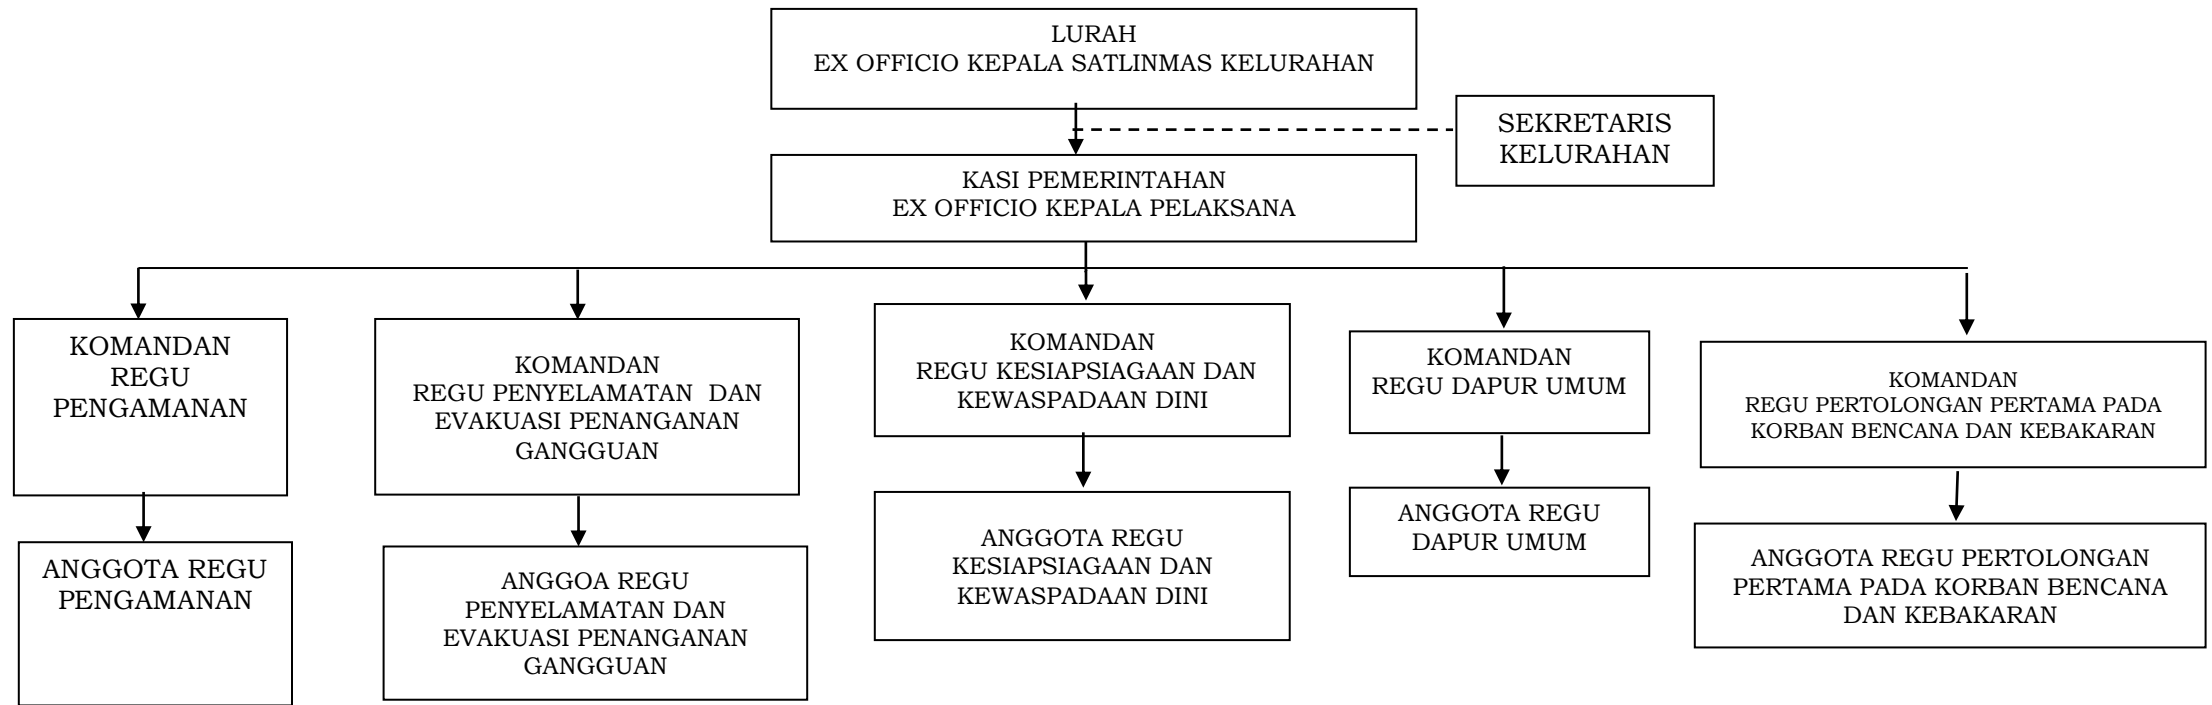 LURAH
EX OFFICIO KEPALA SATLINMAS KELURAHAN
SEKRETARIS
KELURAHAN
KASI PEMERINTAHAN
EX OFFICIO KEPALA PELAKSANA
KOMANDAN
REGU
PENGAMANAN
KOMANDAN
REGU PENYELAMATAN DAN
EVAKUASI PENANGANAN
GANGGUAN
KOMANDAN
REGU KESIAPSIAGAAN DAN
KEWASPADAAN DINI
KOMANDAN
REGU DAPUR UMUM
KOMANDAN
REGU PERTOLONGAN PERTAMA PADA
KORBAN BENCANA DAN KEBAKARAN
ANGGOTA REGU
PENGAMANAN
ANGGOA REGU
PENYELAMATAN DAN
EVAKUASI PENANGANAN
GANGGUAN
ANGGOTA REGU
KESIAPSIAGAAN DAN
KEWASPADAAN DINI
ANGGOTA REGU
DAPUR UMUM
ANGGOTA REGU PERTOLONGAN
PERTAMA PADA KORBAN BENCANA
DAN KEBAKARAN